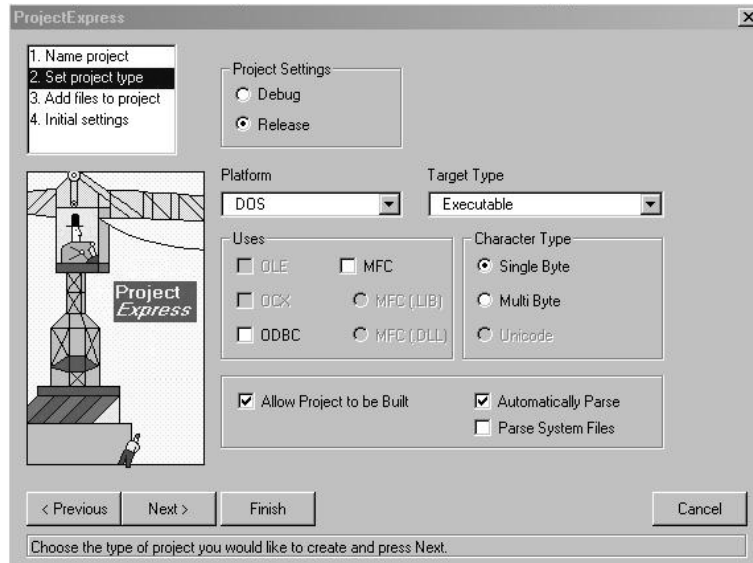 ProjectExpress
1. Name project
2. Set project type
3. Add files to project
4. Initial settings
Project Settings
Debug
Release
Platform
Target Type
DOS
Executable
Uses
OLE
MFC
OCX
MFC (.LIB)
ODBC
MFC (.DLL)
Character Type
Single Byte
Multi Byte
Unicode
Project
Express
Allow Project to be Built
Automatically Parse
Parse System Files
< Previous
Next >
Finish
Cancel
Choose the type of project you would like to create and press Next.